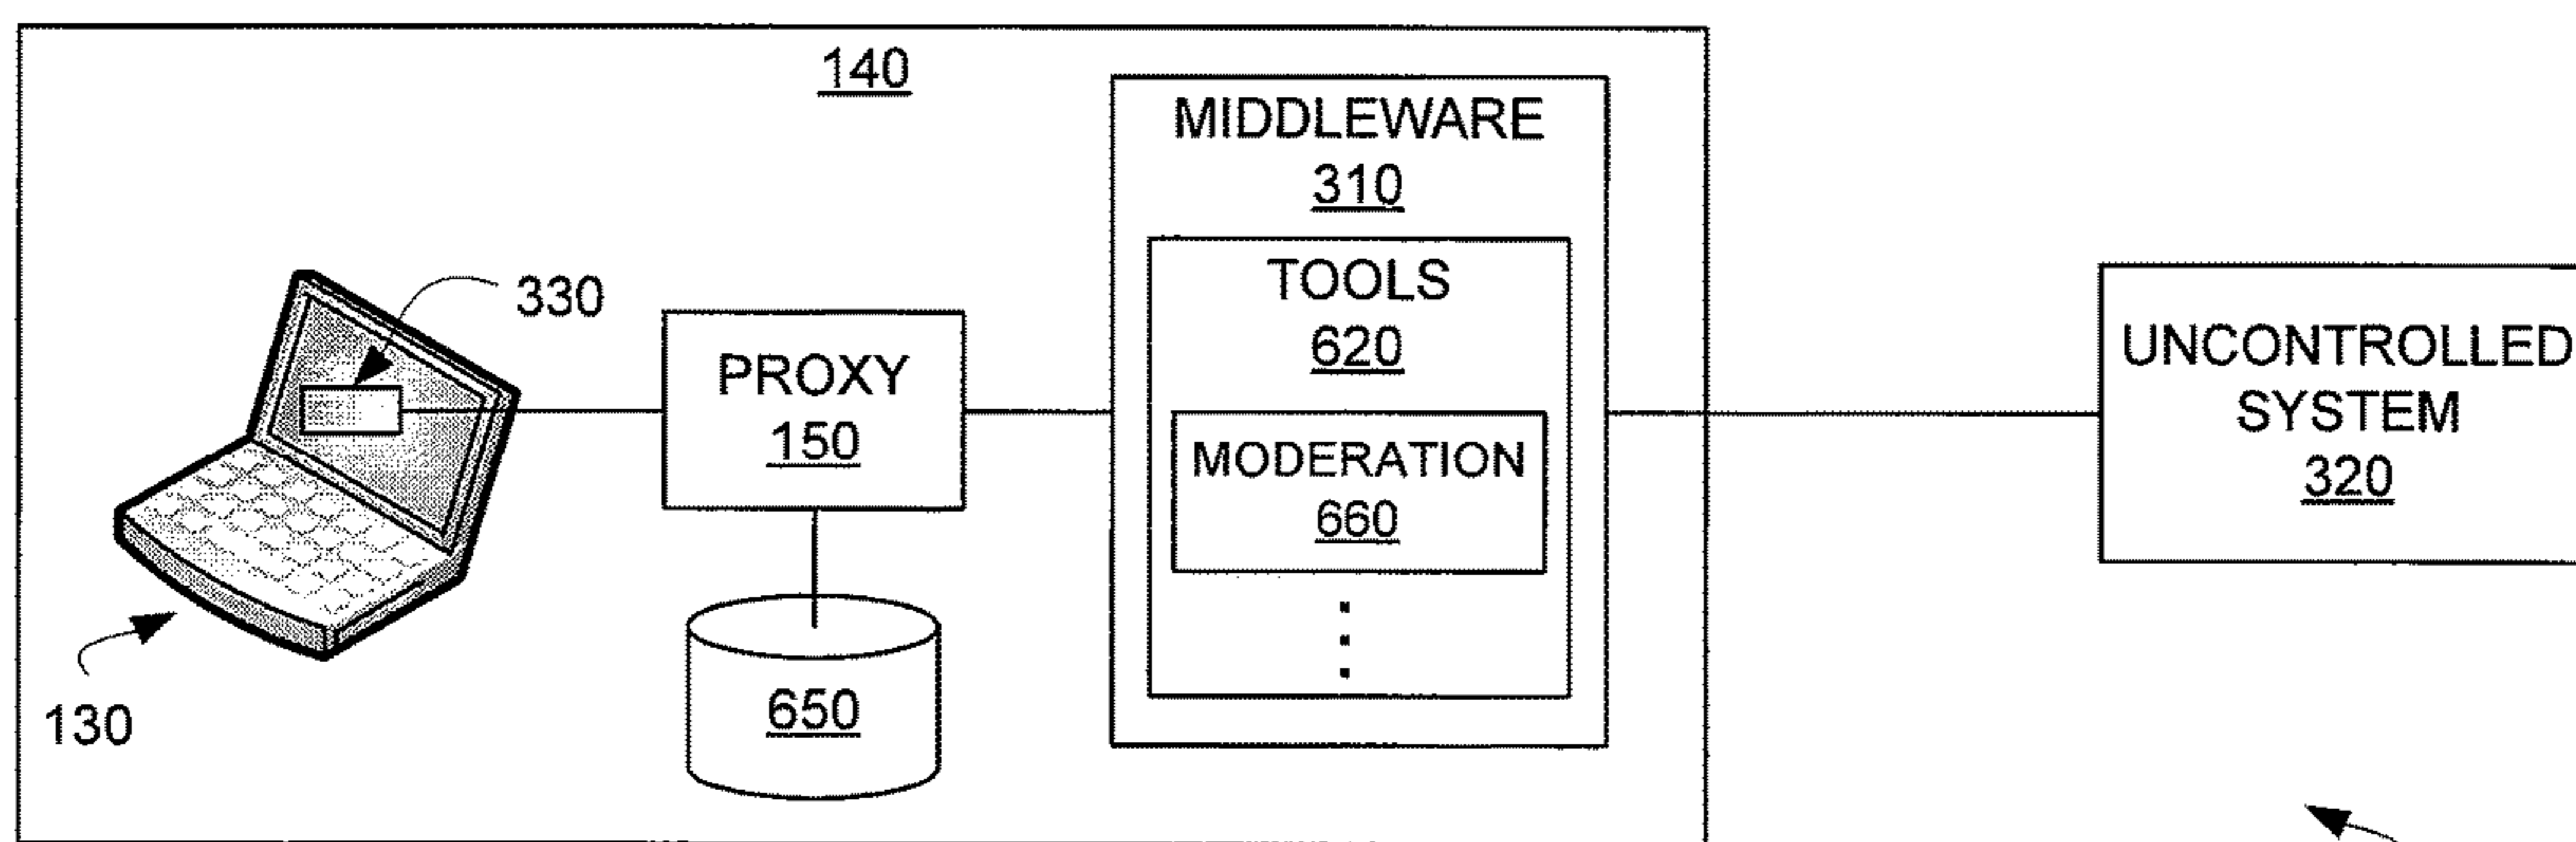 140
MIDDLEWARE
310
TOOLS
620
MODERATION
660
330
PROXY
150
650
130
UNCONTROLLED
SYSTEM
320